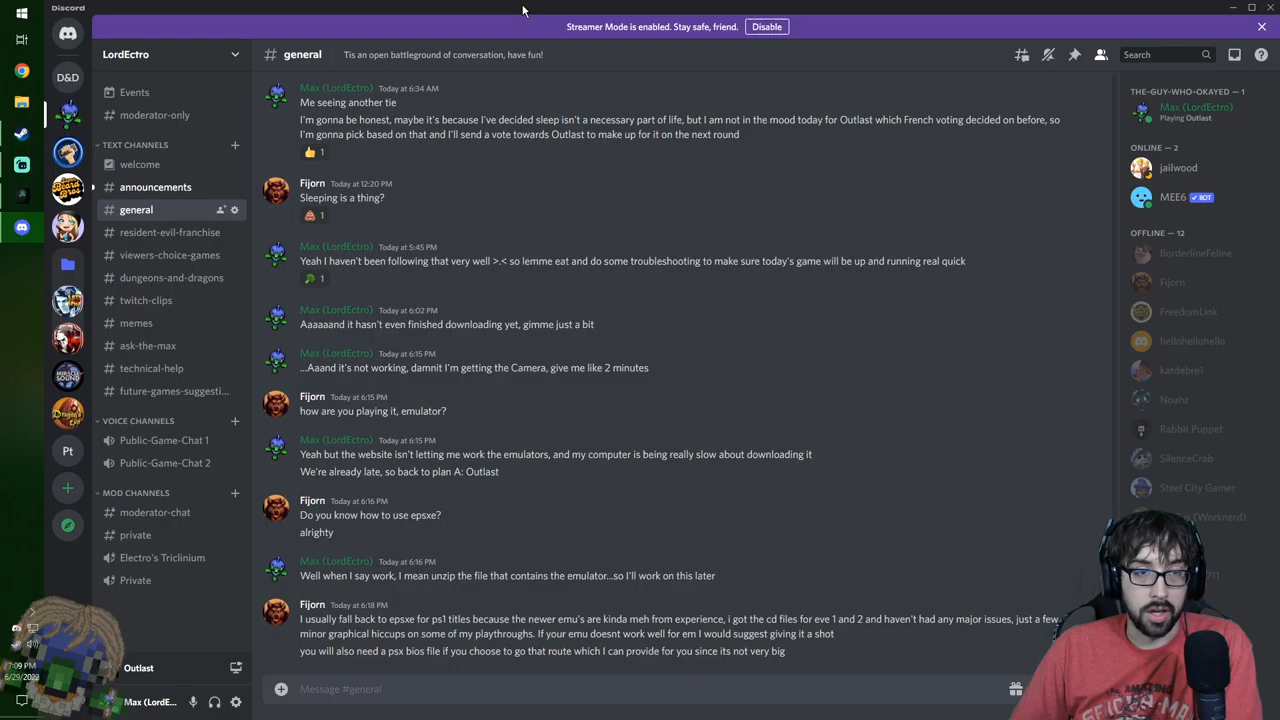 Discord
Streamer Mode is enabled. Stay safe, friend.
Disable
D&D
Pt
LordEctro
Events
moderator-only
TEXT CHANNELS
welcome
announcements
general
resident-evil-franchise
viewers-choice-games
dungeons-and-dragons
twitch-clips
memes
ask-the-max
technical-help
future-games-suggesti...
VOICE CHANNELS
Public-Game-Chat 1
Public-Game-Chat 2
MOD CHANNELS
moderator-chat
private
Electro's Triclinium
Private
Outlast
Max (LordE...
7:09 PM
6/29/2022
# general
Tis an open battleground of conversation, have fun!
Search
Max (LordEctro) Today at 6:34 AM
Me seeing another tie
I'm gonna be honest, maybe it's because I've decided sleep isn't a necessary part of life, but I am not in the mood today for Outlast which French voting decided on before, so
I'm gonna pick based on that and I'll send a vote towards Outlast to make up for it on the next round
1
Fijorn Today at 12:20 PM
Sleeping is a thing?
1
Max (LordEctro) Today at 5:45 PM
Yeah I haven't been following that very well >.< so lemme eat and do some troubleshooting to make sure today's game will be up and running real quick
1
Max (LordEctro) Today at 6:02 PM
Aaaaaand it hasn't even finished downloading yet, gimme just a bit
Max (LordEctro) Today at 6:15 PM
...Aaand it's not working, damnit I'm getting the Camera, give me like 2 minutes
Fijorn Today at 6:15 PM
how are you playing it, emulator?
Max (LordEctro) Today at 6:15 PM
Yeah but the website isn't letting me work the emulators, and my computer is being really slow about downloading it
We're already late, so back to plan A: Outlast
Fijorn Today at 6:16 PM
Do you know how to use epsxe?
alrighty
Max (LordEctro) Today at 6:16 PM
Well when I say work, I mean unzip the file that contains the emulator...so I'll work on this later
Fijorn Today at 6:18 PM
I usually fall back to epsxe for ps1 titles because the newer emu's are kinda meh from experience, i got the cd files for eve 1 and 2 and haven't had any major issues, just a few
minor graphical hiccups on some of my playthroughs. If your emu doesnt work well for em I would suggest giving it a shot
you will also need a psx bios file if you choose to go that route which I can provide for you since its not very big
Message #general
THE-GUY-WHO-OKAYED — 1
Max (LordEctro)
Playing Outlast
ONLINE — 2
jailwood
MEE6 BOT
OFFLINE — 12
BorderlineFeline
Fijorn
FreedomLink
hellohellohello
katdebre1
Noahz
Rabbit Puppet
SilenceCrab
Steel City Gamer
(Worknerd)